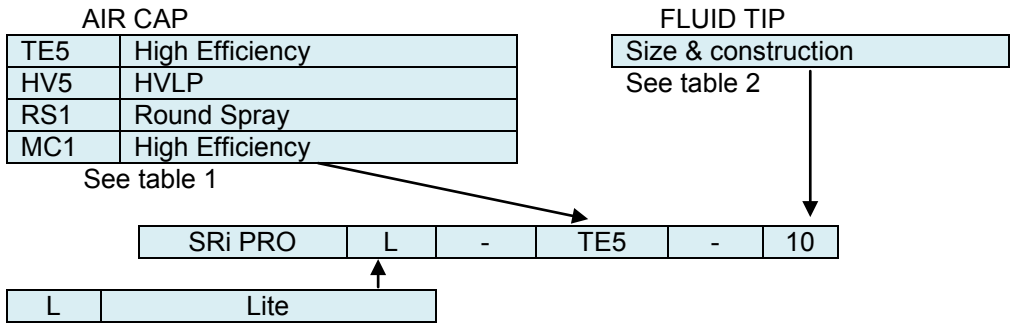 AIR CAP FLUID TIP
TE5 High Efficiency Size & construction
HV5 HVLP See table 2
RS1 Round Spray
MC1 High Efficiency
See table 1
SRi PRO L - TE5 - 10
L Lite